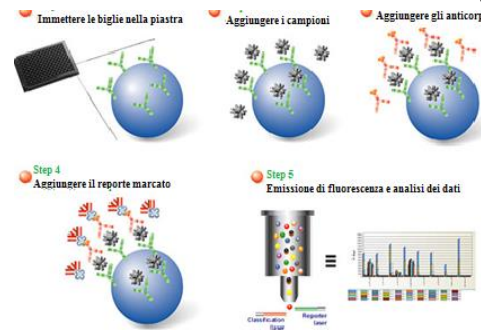 Immettere le biglie nella piastra
Aggiungere i campioni
Aggiungere gli anticorp
Step 4
Aggiungere il reporte marcato
Step 5
Emissione di fluorescenza e analisi dei dati
Classification
laser
Reporter
laser